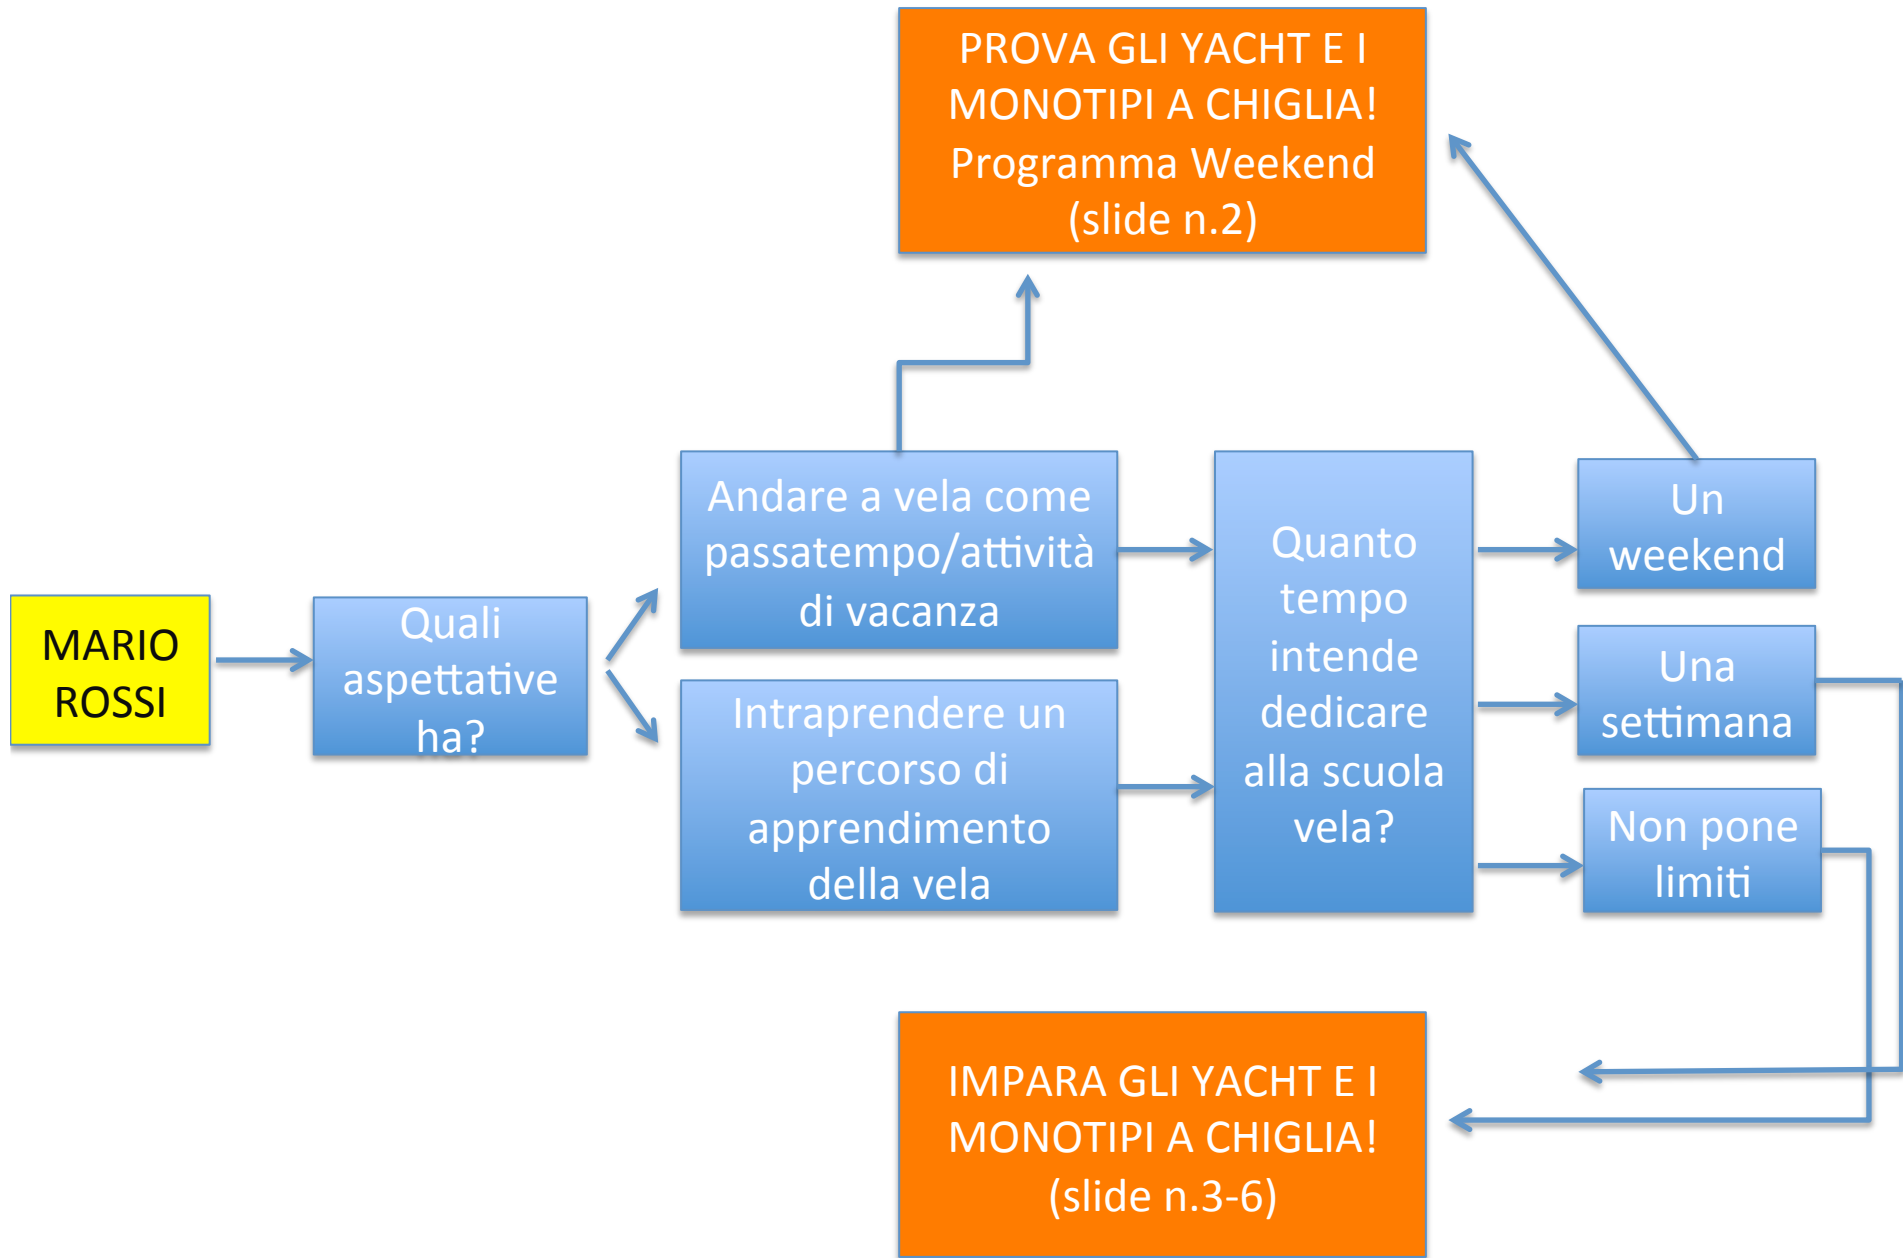 PROVA GLI YACHT E I
MONOTIPI A CHIGLIA!
Programma Weekend
(slide n.2)
MARIO
ROSSI
Quali
aspettative
ha?
Andare a vela come
passatempo/attività
di vacanza
Intraprendere un
percorso di
apprendimento
della vela
Quanto
tempo
intende
dedicare
alla scuola
vela?
Un
weekend
Una
settimana
Non pone
limiti
IMPARA GLI YACHT E I
MONOTIPI A CHIGLIA!
(slide n.3-6)